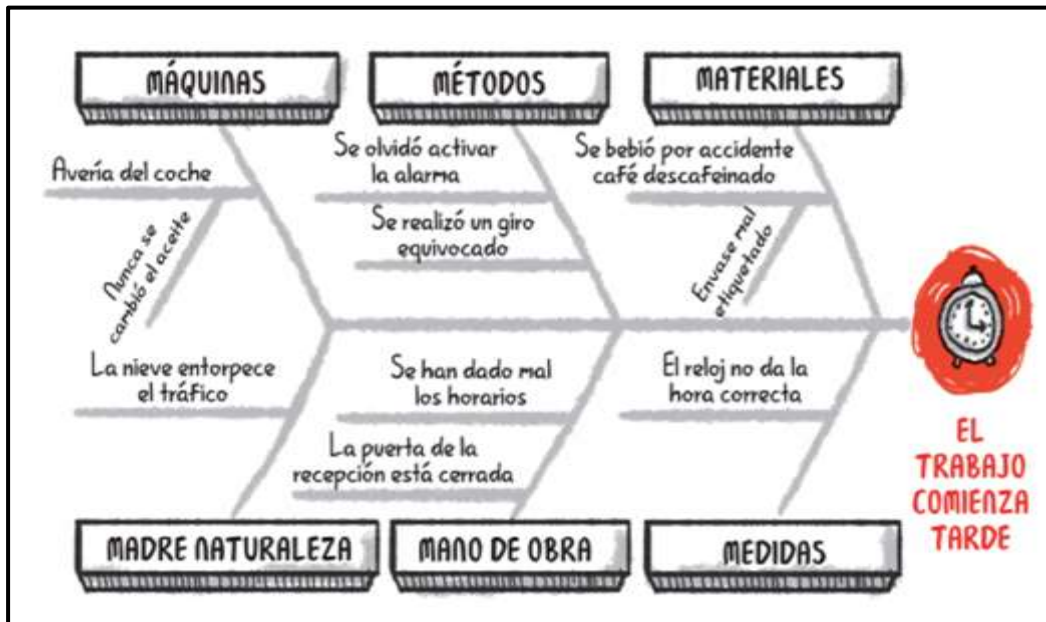 MÁQUINAS
MÉTODOS
MATERIALES
Avería del coche
Nunca se
cambió el aceite
Se olvidó activar
la alarma
Se realizó un giro
equivocado
Se bebió por accidente
café descafeinado
Envase mal
etiquetado
La nieve entorpece
el tráfico
Se han dado mal
los horarios
La puerta de la
recepción está cerrada
El reloj no da la
hora correcta
EL
TRABAJO
COMIENZA
TARDE
MADRE NATURALEZA
MANO DE OBRA
MEDIDAS